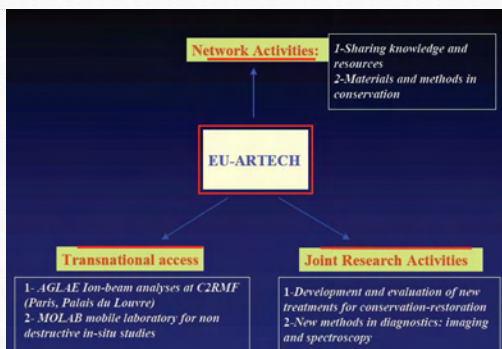 Network Activities:
1-Sharing knowledge and
resources
2-Materials and methods in
conservation
EU-ARTECH
Transnational access
1- AGLAE Ion-beam analyses at C2RMF
(Paris, Palais du Louvre)
2- MOLAB mobile laboratory for non
destructive in-situ studies
Joint Research Activities
1-Development and evaluation of new
treatments for conservation-restoration
2-New methods in diagnostics: imaging
and spectroscopy